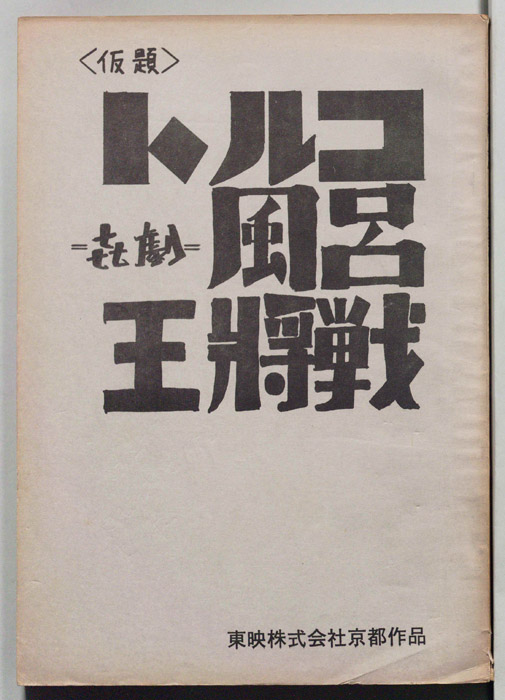 〈仮題〉
トルコ
=㐂劇=
風呂
王將戦
東映株式会社京都作品